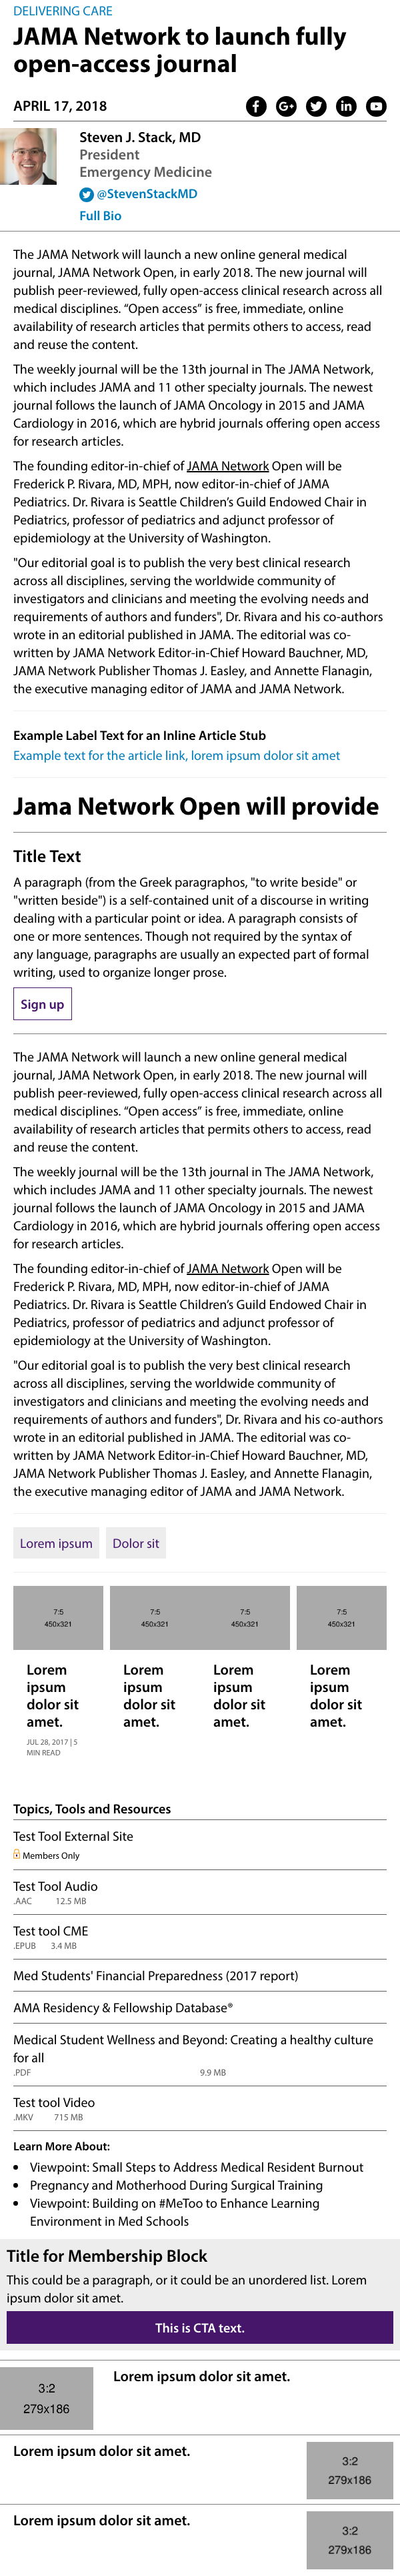 DELIVERING CARE
JAMA Network to launch fully
open-access journal
APRIL 17, 2018
Steven J. Stack, MD
President
Emergency Medicine
@StevenStackMD
Full Bio
The JAMA Network will launch a new online general medical
journal, JAMA Network Open, in early 2018. The new journal will
publish peer-reviewed, fully open-access clinical research across all
medical disciplines. “Open access” is free, immediate, online
availability of research articles that permits others to access, read
and reuse the content.
The weekly journal will be the 13th journal in The JAMA Network,
which includes JAMA and 11 other specialty journals. The newest
journal follows the launch of JAMA Oncology in 2015 and JAMA
Cardiology in 2016, which are hybrid journals offering open access
for research articles.
The founding editor-in-chief of JAMA Network Open will be
Frederick P. Rivara, MD, MPH, now editor-in-chief of JAMA
Pediatrics. Dr. Rivara is Seattle Children’s Guild Endowed Chair in
Pediatrics, professor of pediatrics and adjunct professor of
epidemiology at the University of Washington.
"Our editorial goal is to publish the very best clinical research
across all disciplines, serving the worldwide community of
investigators and clinicians and meeting the evolving needs and
requirements of authors and funders", Dr. Rivara and his co-authors
wrote in an editorial published in JAMA. The editorial was co-
written by JAMA Network Editor-in-Chief Howard Bauchner, MD,
JAMA Network Publisher Thomas J. Easley, and Annette Flanagin,
the executive managing editor of JAMA and JAMA Network.
Example Label Text for an Inline Article Stub
Example text for the article link, lorem ipsum dolor sit amet
Jama Network Open will provide
Title Text
A paragraph (from the Greek paragraphos, "to write beside" or
"written beside") is a self-contained unit of a discourse in writing
dealing with a particular point or idea. A paragraph consists of
one or more sentences. Though not required by the syntax of
any language, paragraphs are usually an expected part of formal
writing, used to organize longer prose.
Sign up
The JAMA Network will launch a new online general medical
journal, JAMA Network Open, in early 2018. The new journal will
publish peer-reviewed, fully open-access clinical research across all
medical disciplines. “Open access” is free, immediate, online
availability of research articles that permits others to access, read
and reuse the content.
The weekly journal will be the 13th journal in The JAMA Network,
which includes JAMA and 11 other specialty journals. The newest
journal follows the launch of JAMA Oncology in 2015 and JAMA
Cardiology in 2016, which are hybrid journals offering open access
for research articles.
The founding editor-in-chief of JAMA Network Open will be
Frederick P. Rivara, MD, MPH, now editor-in-chief of JAMA
Pediatrics. Dr. Rivara is Seattle Children’s Guild Endowed Chair in
Pediatrics, professor of pediatrics and adjunct professor of
epidemiology at the University of Washington.
"Our editorial goal is to publish the very best clinical research
across all disciplines, serving the worldwide community of
investigators and clinicians and meeting the evolving needs and
requirements of authors and funders", Dr. Rivara and his co-authors
wrote in an editorial published in JAMA. The editorial was co-
written by JAMA Network Editor-in-Chief Howard Bauchner, MD,
JAMA Network Publisher Thomas J. Easley, and Annette Flanagin,
the executive managing editor of JAMA and JAMA Network.
Lorem ipsum Dolor sit
7:5 7:5 7:5 7:5
450x321 450x321 450x321 450x321
Lorem
ipsum
dolor sit
amet.
JUL 28, 2017 | 5
MIN READ
Lorem
ipsum
dolor sit
amet.
Lorem
ipsum
dolor sit
amet.
Lorem
ipsum
dolor sit
amet.
Topics, Tools and Resources
Test Tool External Site
Members Only
Test Tool Audio
.AAC 12.5 MB
Test tool CME
.EPUB 3.4 MB
Med Students' Financial Preparedness (2017 report)
AMA Residency & Fellowship Database®
Medical Student Wellness and Beyond: Creating a healthy culture
for all
.PDF 9.9 MB
Test tool Video
.MKV 715 MB
Learn More About:
• Viewpoint: Small Steps to Address Medical Resident Burnout
• Pregnancy and Motherhood During Surgical Training
• Viewpoint: Building on #MeToo to Enhance Learning
Environment in Med Schools
Title for Membership Block
This could be a paragraph, or it could be an unordered list. Lorem
ipsum dolor sit amet.
This is CTA text.
3:2
279x186
Lorem ipsum dolor sit amet.
Lorem ipsum dolor sit amet.
3:2
279x186
Lorem ipsum dolor sit amet.
3:2
279x186